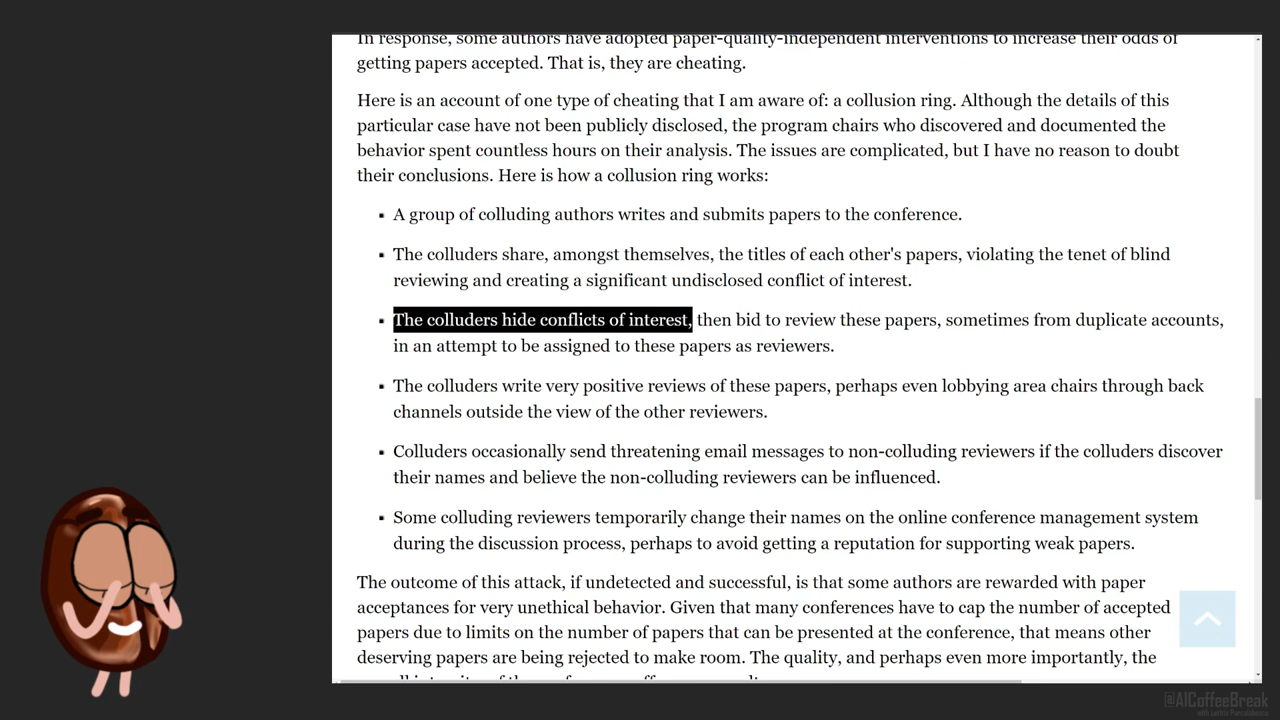 In response, some authors have adopted paper-quality-independent interventions to increase their odds of
getting papers accepted. That is, they are cheating.
Here is an account of one type of cheating that I am aware of: a collusion ring. Although the details of this
particular case have not been publicly disclosed, the program chairs who discovered and documented the
behavior spent countless hours on their analysis. The issues are complicated, but I have no reason to doubt
their conclusions. Here is how a collusion ring works:
▪ A group of colluding authors writes and submits papers to the conference.
▪ The colluders share, amongst themselves, the titles of each other's papers, violating the tenet of blind
reviewing and creating a significant undisclosed conflict of interest.
▪ The colluders hide conflicts of interest, then bid to review these papers, sometimes from duplicate accounts,
in an attempt to be assigned to these papers as reviewers.
▪ The colluders write very positive reviews of these papers, perhaps even lobbying area chairs through back
channels outside the view of the other reviewers.
▪ Colluders occasionally send threatening email messages to non-colluding reviewers if the colluders discover
their names and believe the non-colluding reviewers can be influenced.
▪ Some colluding reviewers temporarily change their names on the online conference management system
during the discussion process, perhaps to avoid getting a reputation for supporting weak papers.
The outcome of this attack, if undetected and successful, is that some authors are rewarded with paper
acceptances for very unethical behavior. Given that many conferences have to cap the number of accepted
papers due to limits on the number of papers that can be presented at the conference, that means other
deserving papers are being rejected to make room. The quality, and perhaps even more importantly, the
@AICoffeeBreak